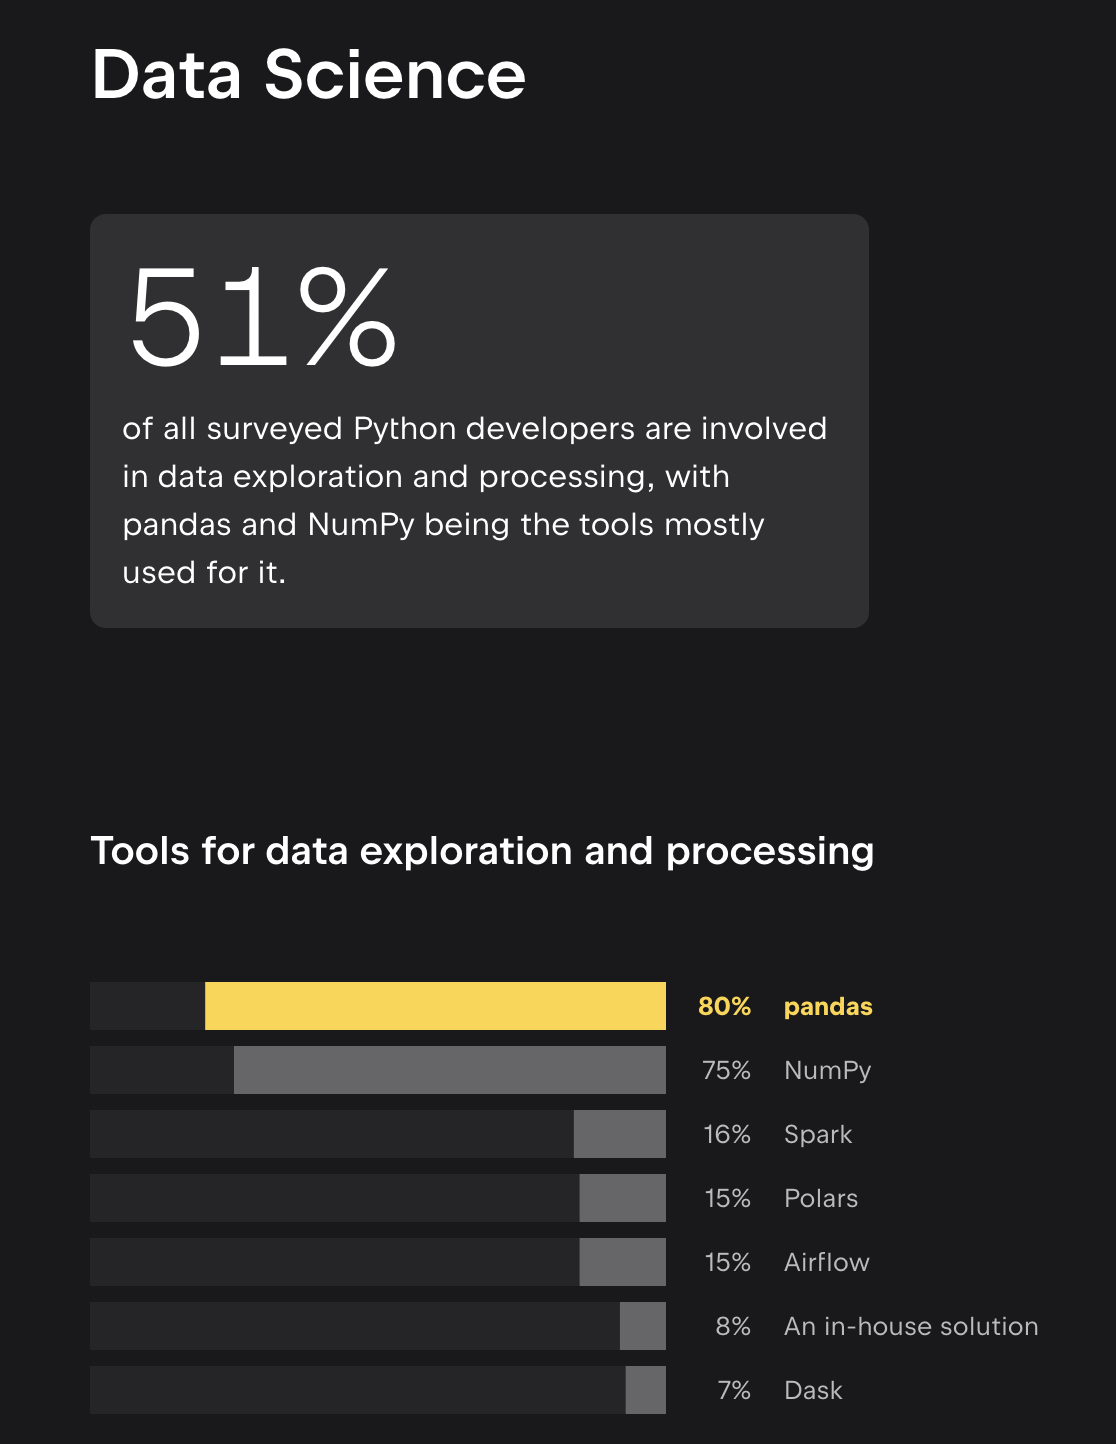 Data Science
51%
of all surveyed Python developers are involved
in data exploration and processing, with
pandas and NumPy being the tools mostly
used for it.
Tools for data exploration and processing
80% pandas
75% NumPy
16% Spark
15% Polars
15% Airflow
8% An in-house solution
7% Dask